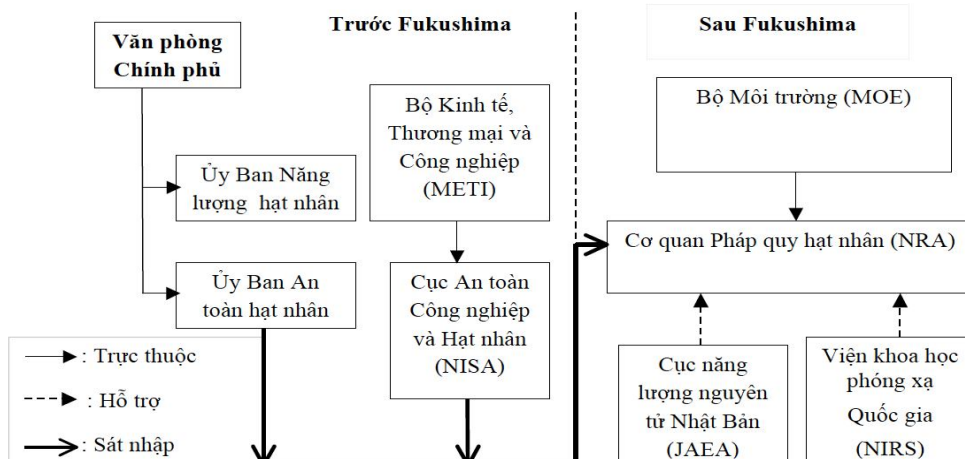 Trước Fukushima
Sau Fukushima
Văn phòng
Chính phủ
Ủy Ban Năng
lượng hạt nhân
Ủy Ban An
toàn hạt nhân
Bộ Kinh tế,
Thương mại và
Công nghiệp
(METI)
Cục An toàn
Công nghiệp
và Hạt nhân
(NISA)
Bộ Môi trường (MOE)
Cơ quan Pháp quy hạt nhân (NRA)
Cục năng
lượng nguyên
tử Nhật Bản
(JAEA)
Viện khoa học
phóng xạ
Quốc gia
(NIRS)
: Trực thuộc
: Hỗ trợ
: Sát nhập